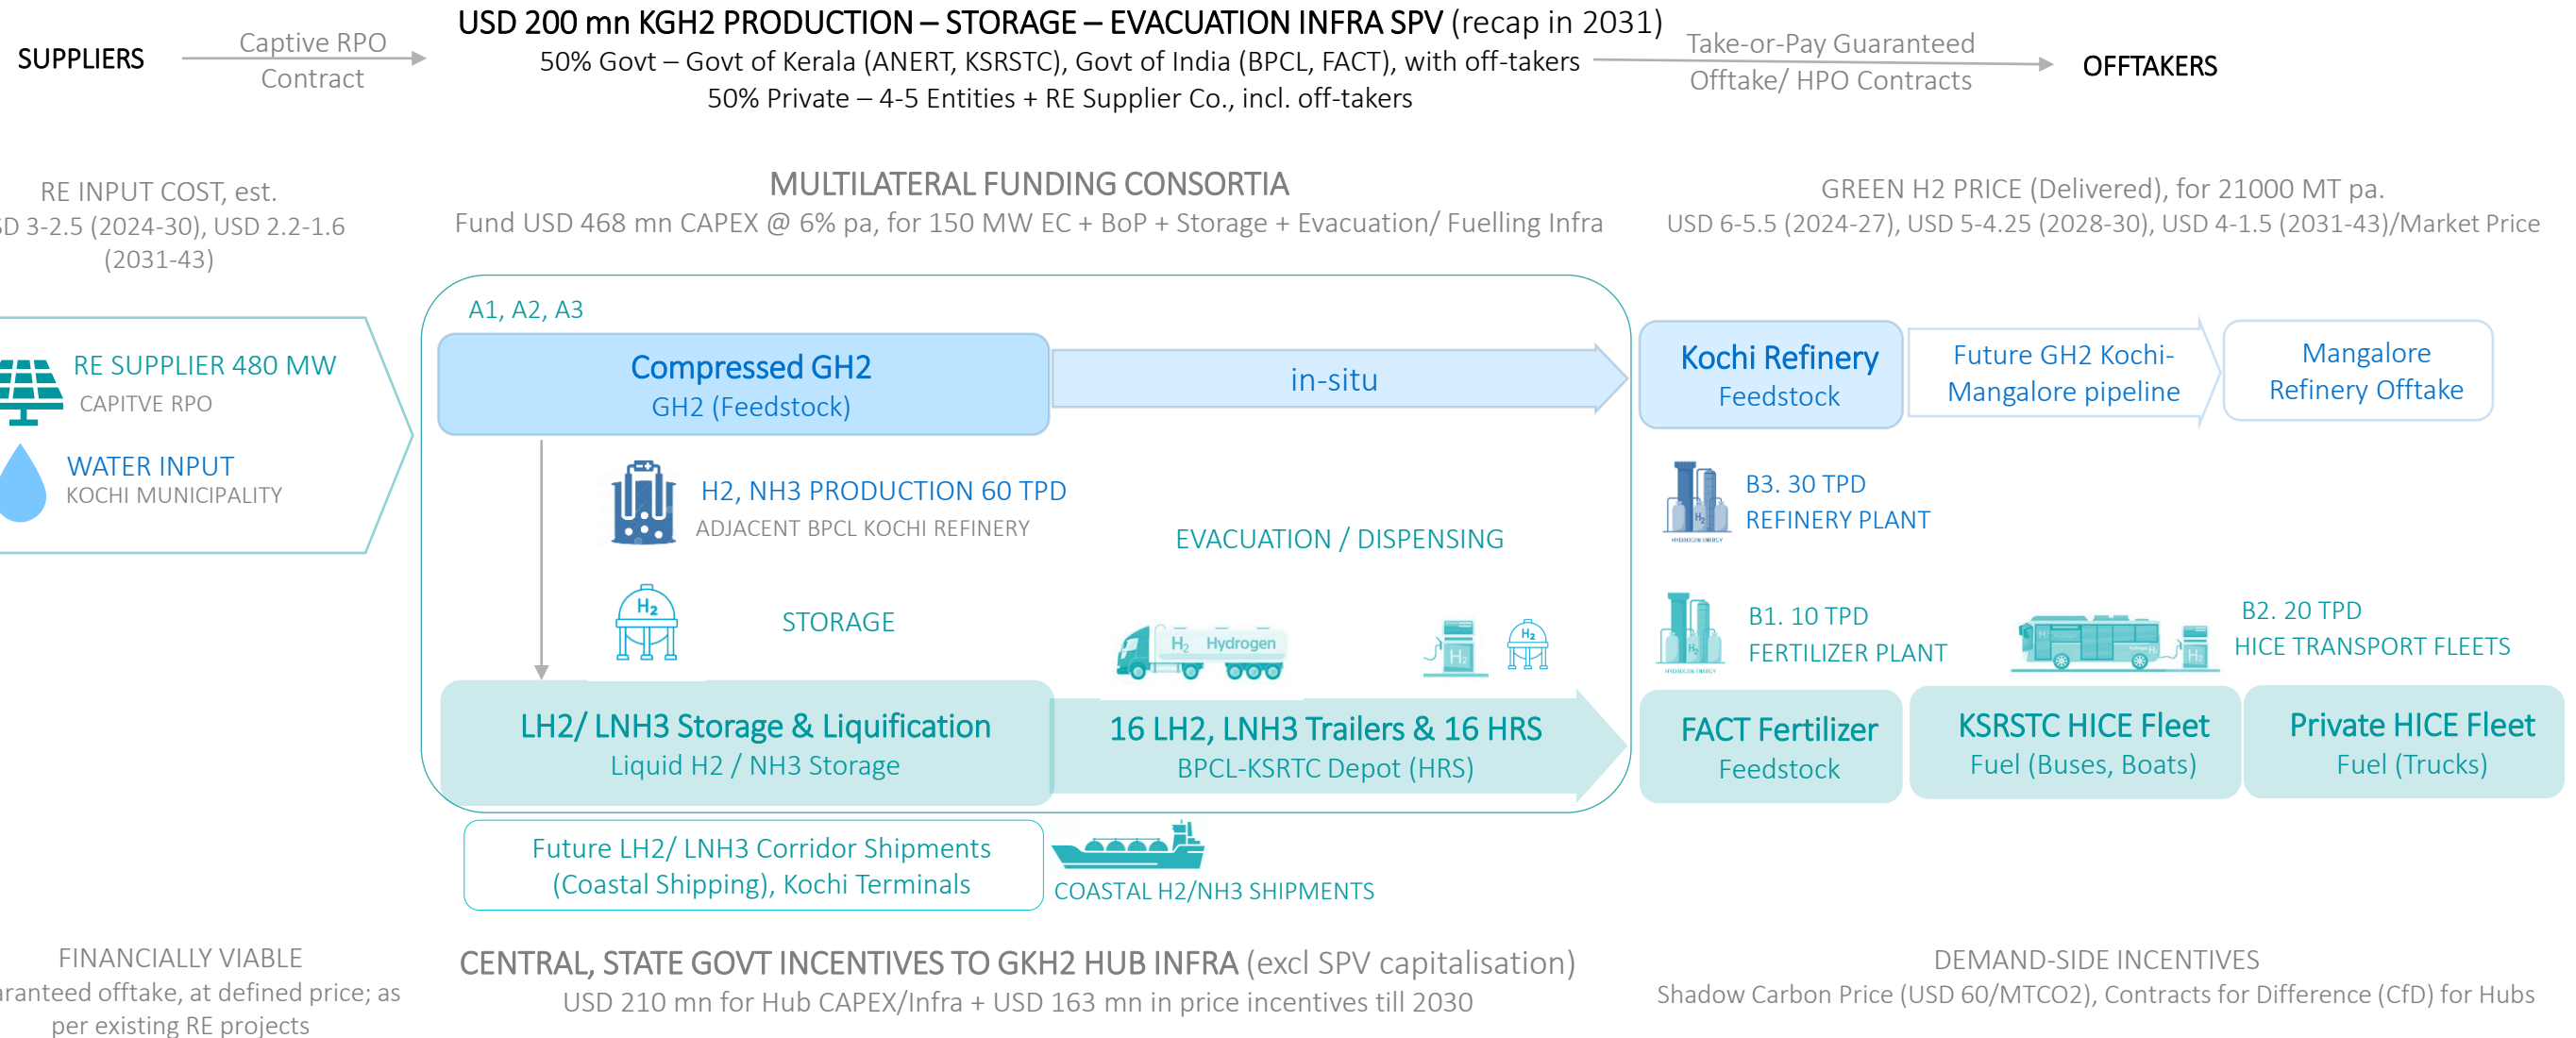 USD 200 mn KGH2 PRODUCTION – STORAGE – EVACUATION INFRA SPV (recap in 2031)
50% Govt – Govt of Kerala (ANERT, KSRSTC), Govt of India (BPCL, FACT), with off-takers
50% Private – 4-5 Entities + RE Supplier Co., incl. off-takers
SUPPLIERS
Captive RPO
Contract
Take-or-Pay Guaranteed
Offtake/ HPO Contracts
OFFTAKERS
RE INPUT COST, est.
3-2.5 (2024-30), USD 2.2-1.6
(2031-43)
MULTILATERAL FUNDING CONSORTIA
Fund USD 468 mn CAPEX @ 6% pa, for 150 MW EC + BoP + Storage + Evacuation/ Fuelling Infra
GREEN H2 PRICE (Delivered), for 21000 MT pa.
USD 6-5.5 (2024-27), USD 5-4.25 (2028-30), USD 4-1.5 (2031-43)/Market Price
RE SUPPLIER 480 MW
CAPITVE RPO
WATER INPUT
KOCHI MUNICIPALITY
A1, A2, A3
Compressed GH2
GH2 (Feedstock)
in-situ
Kochi Refinery
Feedstock
Future GH2 Kochi-
Mangalore pipeline
Mangalore
Refinery Offtake
H2, NH3 PRODUCTION 60 TPD
ADJACENT BPCL KOCHI REFINERY
EVACUATION / DISPENSING
H2
HYDROGEN ENERGY
B3. 30 TPD
REFINERY PLANT
H2
STORAGE
H2 Hydrogen
H2
H2
H2
HYDROGEN ENERGY
B1. 10 TPD
FERTILIZER PLANT
H2
B2. 20 TPD
HICE TRANSPORT FLEETS
LH2/ LNH3 Storage & Liquification
Liquid H2 / NH3 Storage
16 LH2, LNH3 Trailers & 16 HRS
BPCL-KSRTC Depot (HRS)
FACT Fertilizer
Feedstock
KSRSTC HICE Fleet
Fuel (Buses, Boats)
Private HICE Fleet
Fuel (Trucks)
Future LH2/ LNH3 Corridor Shipments
(Coastal Shipping), Kochi Terminals
COASTAL H2/NH3 SHIPMENTS
FINANCIALLY VIABLE
offtake, at defined price; as
per existing RE projects
CENTRAL, STATE GOVT INCENTIVES TO GKH2 HUB INFRA (excl SPV capitalisation)
USD 210 mn for Hub CAPEX/Infra + USD 163 mn in price incentives till 2030
DEMAND-SIDE INCENTIVES
Shadow Carbon Price (USD 60/MTCO2), Contracts for Difference (CfD) for Hubs